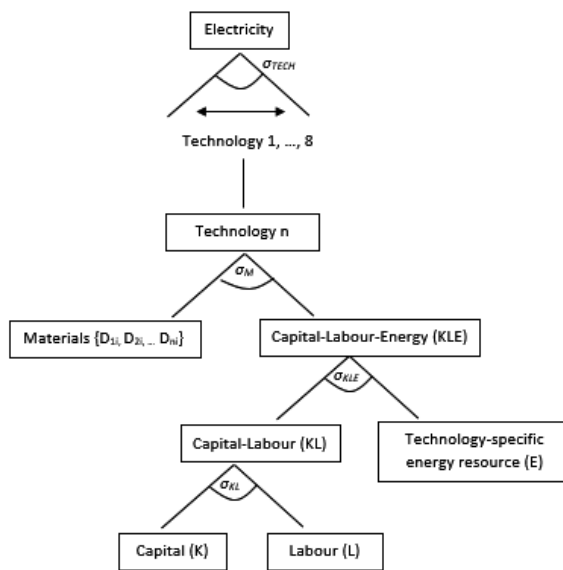 Electricity
σTECH
Technology 1, ..., 8
Technology n
σM
Materials {D1i, D2i, ... Dni}
Capital-Labour-Energy (KLE)
σKLE
Capital-Labour (KL)
Technology-specific
energy resource (E)
σKL
Capital (K)
Labour (L)